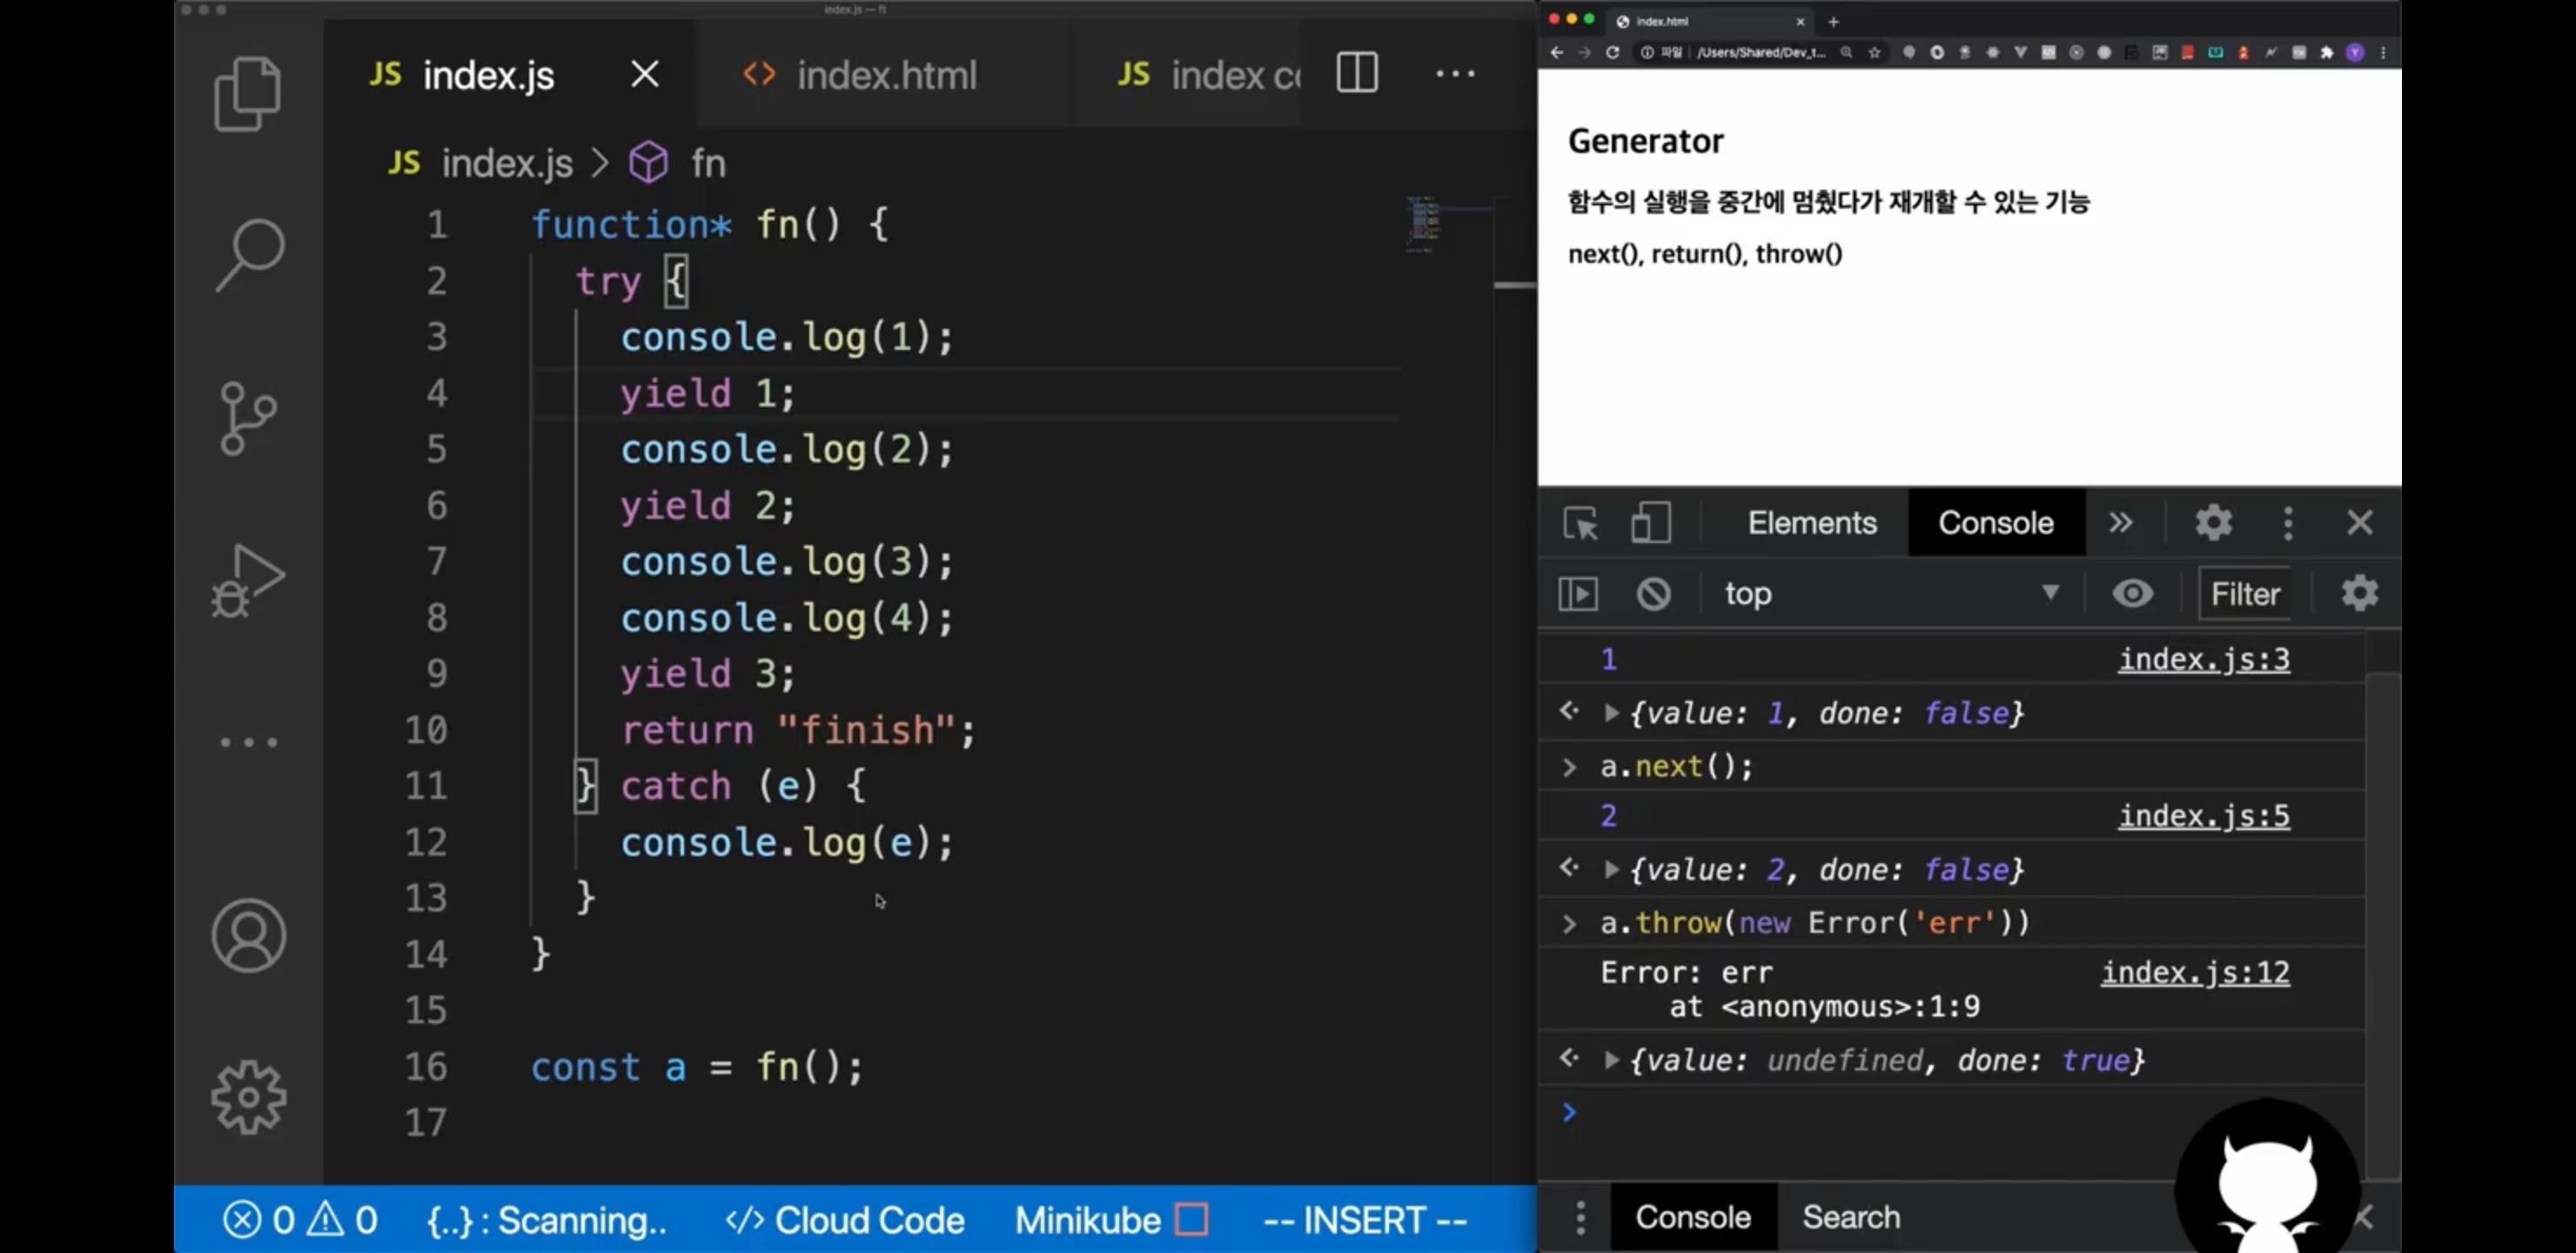 index.js — ft
JS index.js
index.html
JS index c
JS index.js > fn
1 function* fn() {
2 try {
3 console.log(1);
4 yield 1;
5 console.log(2);
6 yield 2;
7 console.log(3);
8 console.log(4);
9 yield 3;
10 return "finish";
11 } catch (e) {
12 console.log(e);
13 }
14 }
15
16 const a = fn();
17
0 0 {..} : Scanning.. </> Cloud Code Minikube -- INSERT --
index.html
파일 /Users/Shared/Dev_t...
Generator
함수의 실행을 중간에 멈췄다가 재개할 수 있는 기능
next(), return(), throw()
Elements Console
top Filter
1 index.js:3
{value: 1, done: false}
> a.next();
2 index.js:5
{value: 2, done: false}
> a.throw(new Error('err'))
Error: err index.js:12
at <anonymous>:1:9
{value: undefined, done: true}
>
Console Search